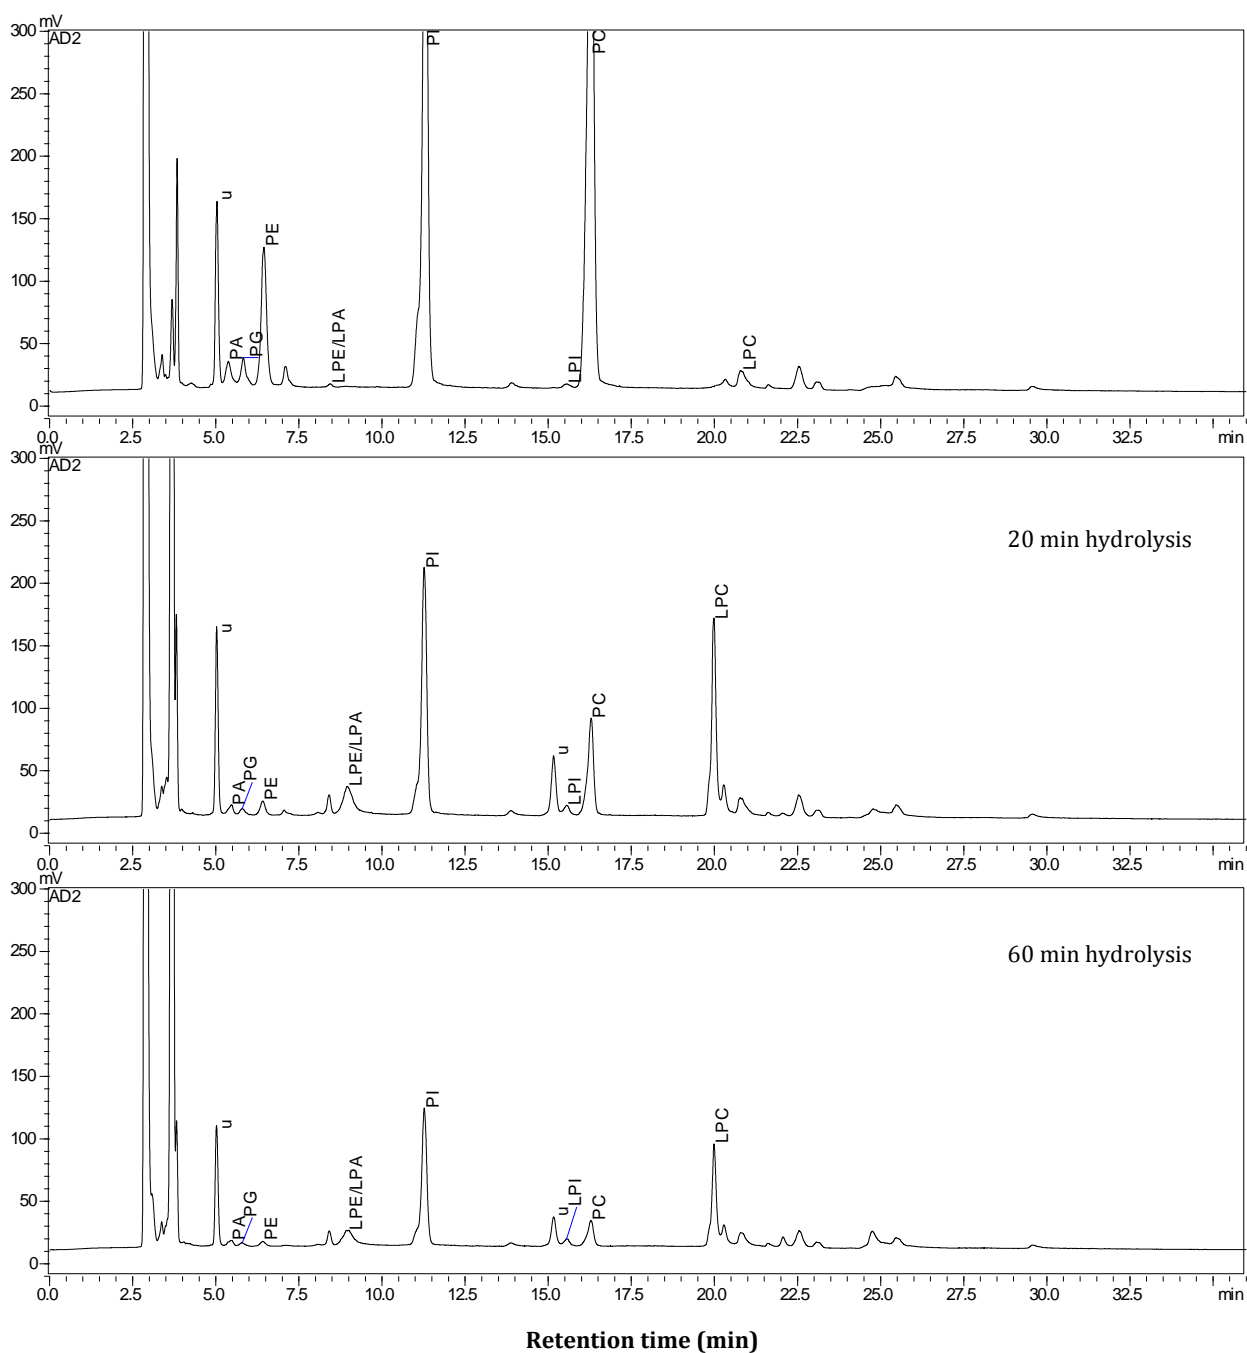 mV
300
AD2
PI
PC
250
200
u
150
PE
100
PA
PG
LPE/LPA
LPI
LPC
50
0
0.0 2.5 5.0 7.5 10.0 12.5 15.0 17.5 20.0 22.5 25.0 27.5 30.0 32.5 min
mV
300
AD2
250
20 min hydrolysis
PI
200
LPC
u
150
PC
100
LPE/LPA
u
PG
PA
PE
LPI
50
0
0.0 2.5 5.0 7.5 10.0 12.5 15.0 17.5 20.0 22.5 25.0 27.5 30.0 32.5 min
mV
300
AD2
250
60 min hydrolysis
200
150
PI
LPC
u
100
LPE/LPA
LPI
u
PG
PA
PE
PC
50
0
0.0 2.5 5.0 7.5 10.0 12.5 15.0 17.5 20.0 22.5 25.0 27.5 30.0 32.5 min
Retention time (min)